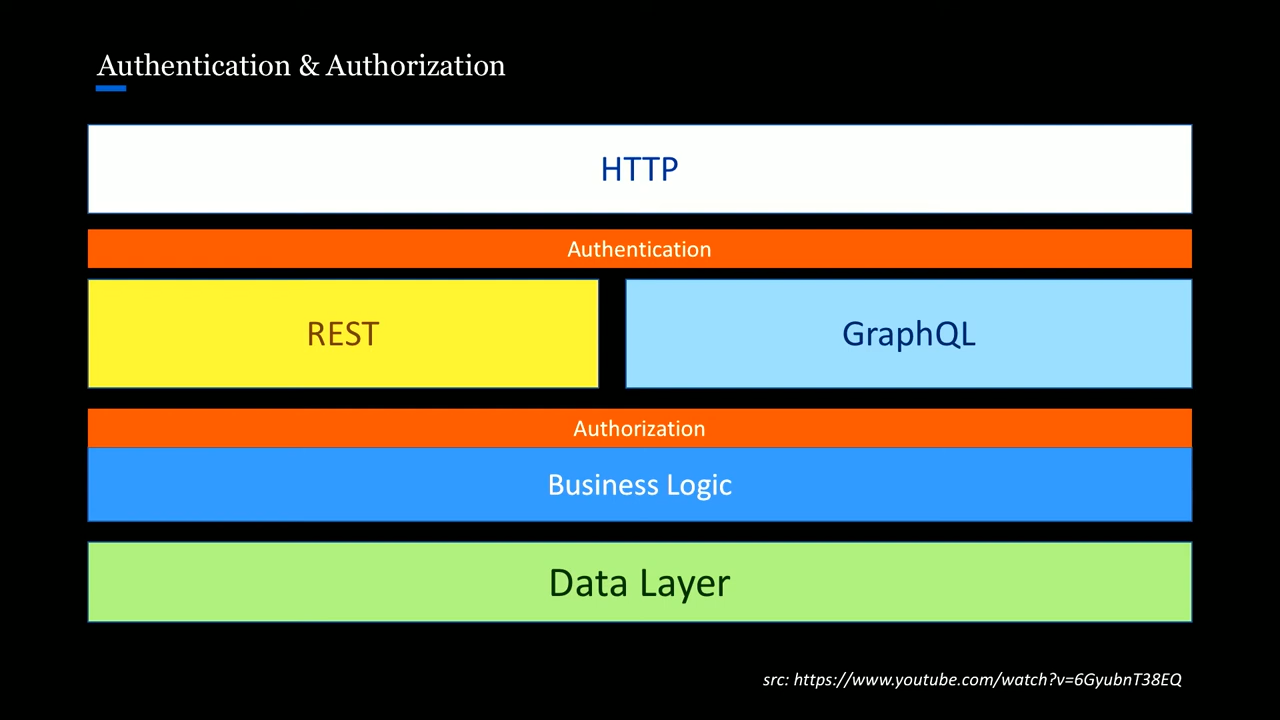 Authentication & Authorization
HTTP
Authentication
REST
GraphQL
Authorization
Business Logic
Data Layer
src: https://www.youtube.com/watch?v=6GyubnT38EQ